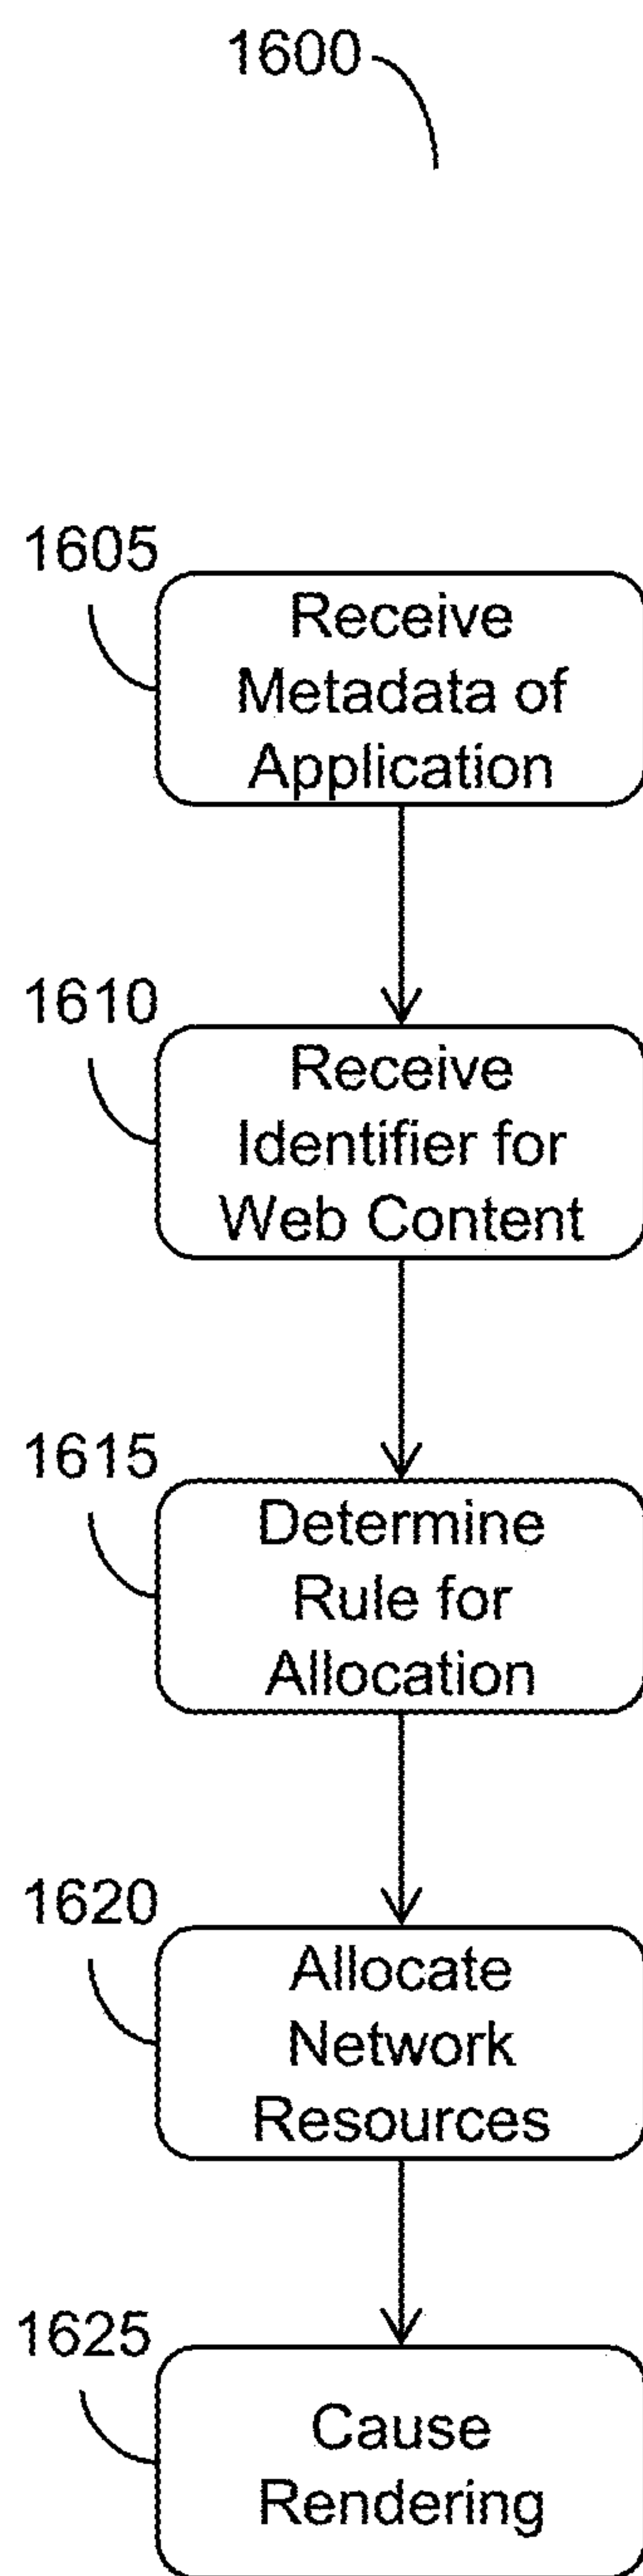 1600
1605
Receive
Metadata of
Application
1610
Receive
Identifier for
Web Content
1615
Determine
Rule for
Allocation
1620
Allocate
Network
Resources
1625
Cause
Rendering